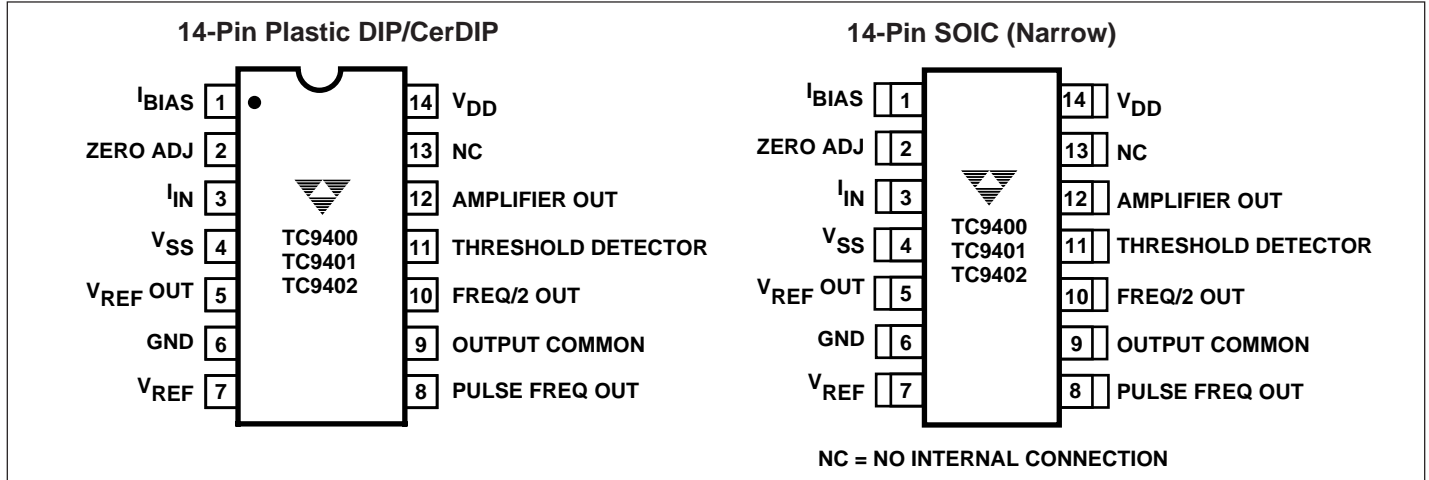 14-Pin Plastic DIP/CerDIP
IBIAS 1
ZERO ADJ 2
IIN 3
VSS 4
VREF OUT 5
GND 6
VREF 7
14 VDD
13 NC
12 AMPLIFIER OUT
11 THRESHOLD DETECTOR
10 FREQ/2 OUT
9 OUTPUT COMMON
8 PULSE FREQ OUT
TC9400
TC9401
TC9402
14-Pin SOIC (Narrow)
IBIAS 1
ZERO ADJ 2
IIN 3
VSS 4
VREF OUT 5
GND 6
VREF 7
14 VDD
13 NC
12 AMPLIFIER OUT
11 THRESHOLD DETECTOR
10 FREQ/2 OUT
9 OUTPUT COMMON
8 PULSE FREQ OUT
TC9400
TC9401
TC9402
NC = NO INTERNAL CONNECTION